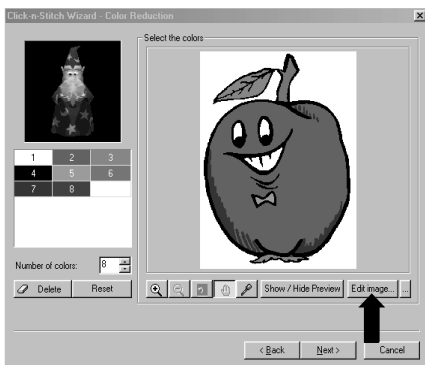 Click-n-Stitch Wizard - Color Reduction
Select the colors
1 2 3
4 5 6
7 8
Number of colors: 8
Delete Reset
Show / Hide Preview Edit image... ...
< Back Next > Cancel